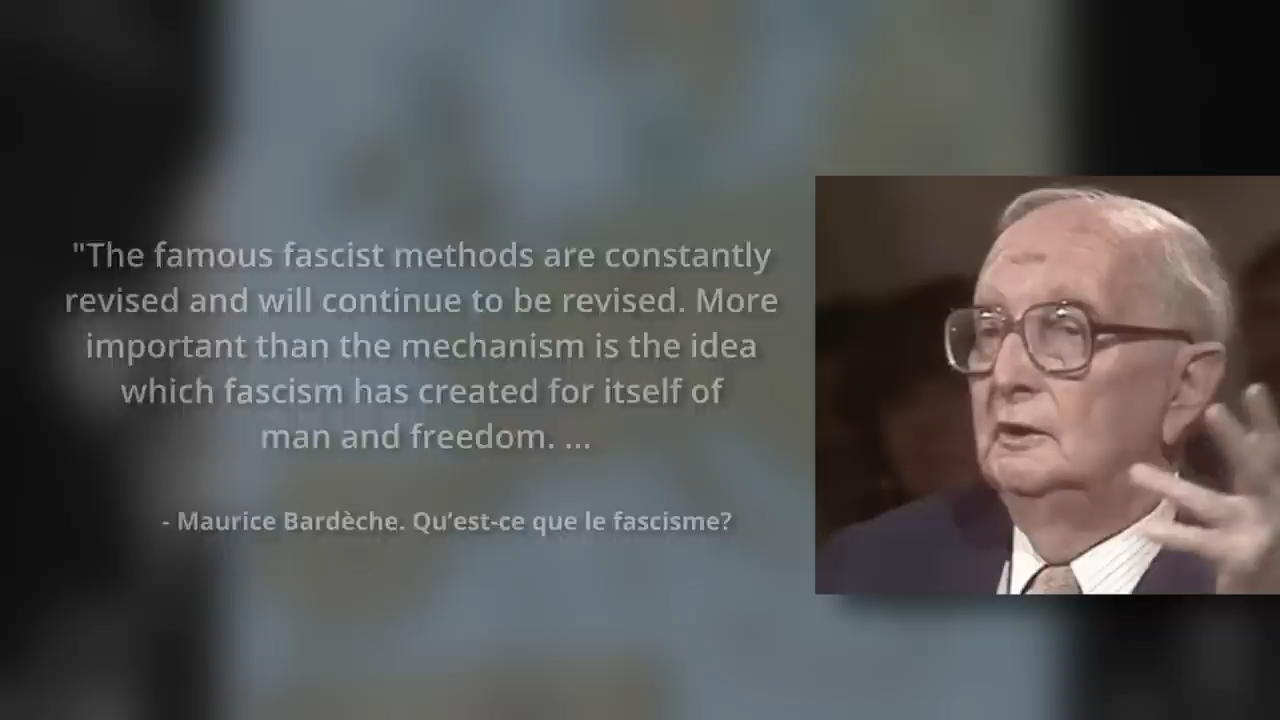 "The famous fascist methods are constantly
revised and will continue to be revised. More
important than the mechanism is the idea
which fascism has created for itself of
man and freedom. ...
- Maurice Bardèche. Qu'est-ce que le fascisme?